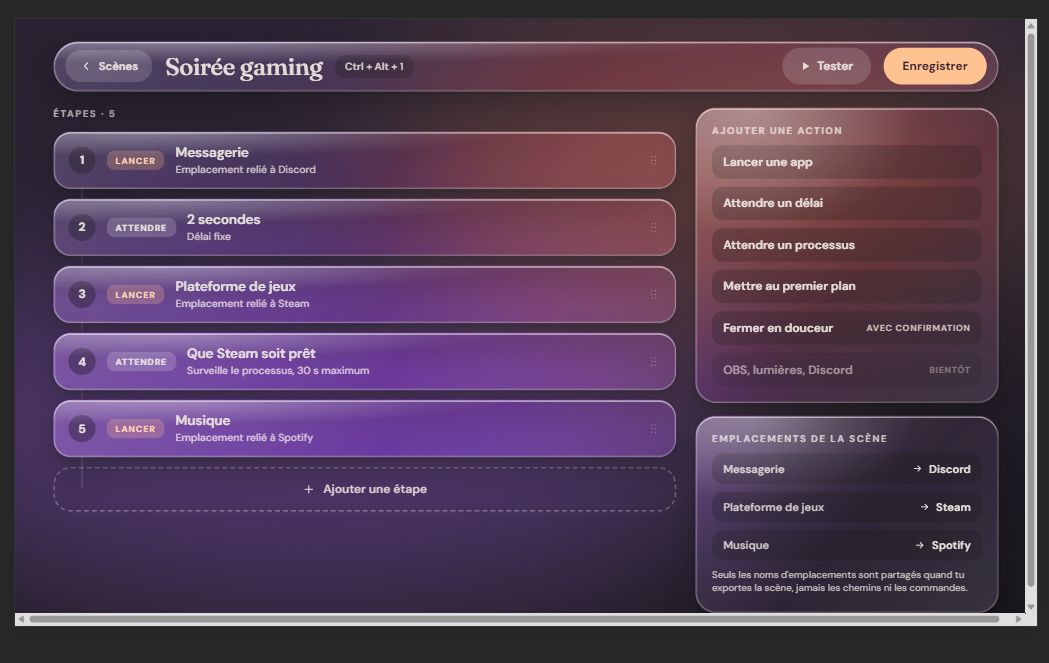 Scènes
Soirée gaming
Ctrl + Alt + 1
Tester
Enregistrer
ÉTAPES · 5
1
LANCER
Messagerie
Emplacement relié à Discord
2
ATTENDRE
2 secondes
Délai fixe
3
LANCER
Plateforme de jeux
Emplacement relié à Steam
4
ATTENDRE
Que Steam soit prêt
Surveille le processus, 30 s maximum
5
LANCER
Musique
Emplacement relié à Spotify
+ Ajouter une étape
AJOUTER UNE ACTION
Lancer une app
Attendre un délai
Attendre un processus
Mettre au premier plan
Fermer en douceur AVEC CONFIRMATION
OBS, lumières, Discord BIENTÔT
EMPLACEMENTS DE LA SCÈNE
Messagerie → Discord
Plateforme de jeux → Steam
Musique → Spotify
Seuls les noms d'emplacements sont partagés quand tu
exportes la scène, jamais les chemins ni les commandes.